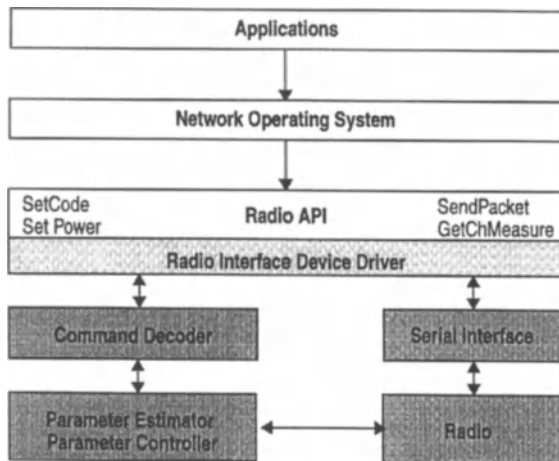 Applications
Network Operating System
SetCode
Set Power
Radio API
SendPacket
GetChMeasure
Radio Interface Device Driver
Command Decoder
Serial Interface
Parameter Estimator
Parameter Controller
Radio